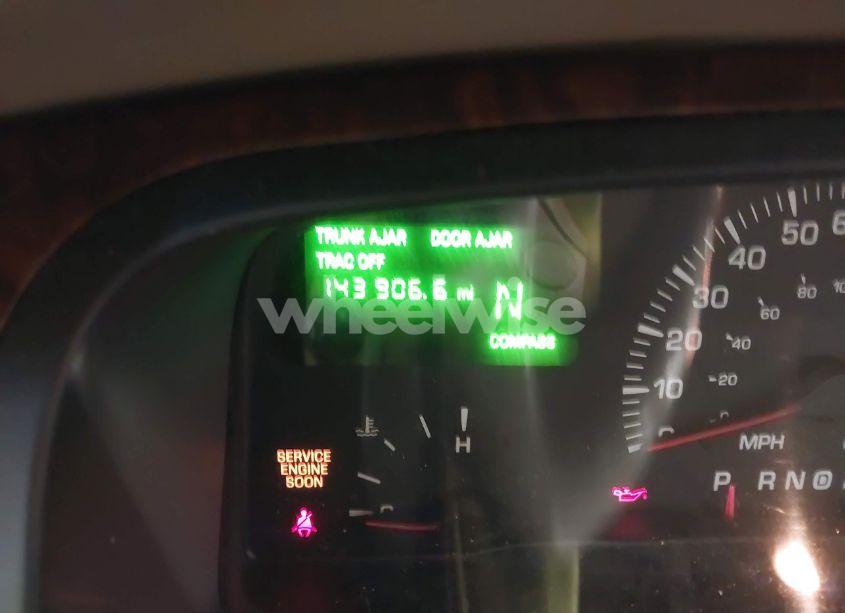 TRUNK AJAR DOOR AJAR
TRAC OFF
143 906.6 mi N
COMPASS
wheelwise
50
40
30
20
10
80
60
40
20
MPH
H
C
SERVICE
ENGINE
SOON
P RN